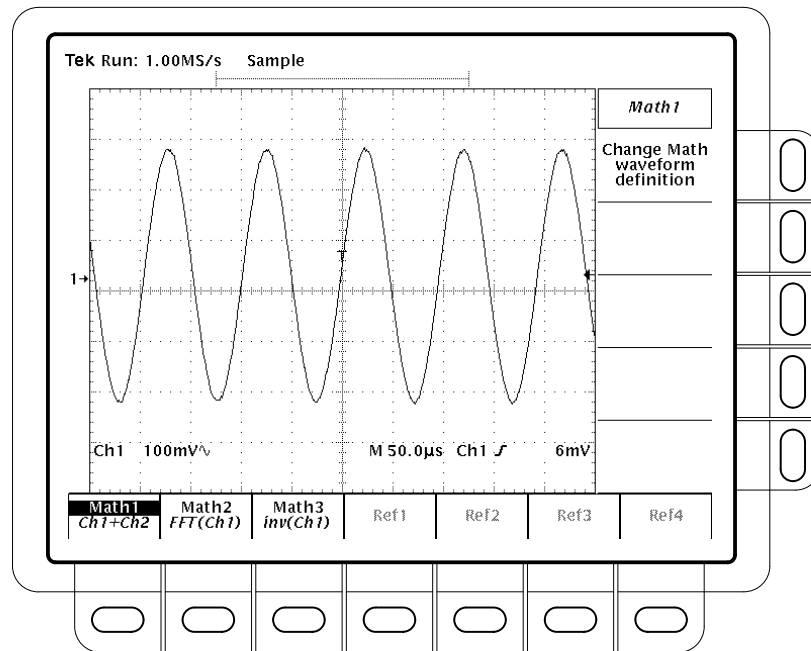 Tek Run: 1.00MS/s Sample
Math1
Change Math
waveform
definition
T
1→
Ch1 100mV∿ M 50.0µs Ch1 ƒ 6mV
Math1
Ch1+Ch2
Math2
FFT(Ch1)
Math3
inv(Ch1)
Ref1
Ref2
Ref3
Ref4